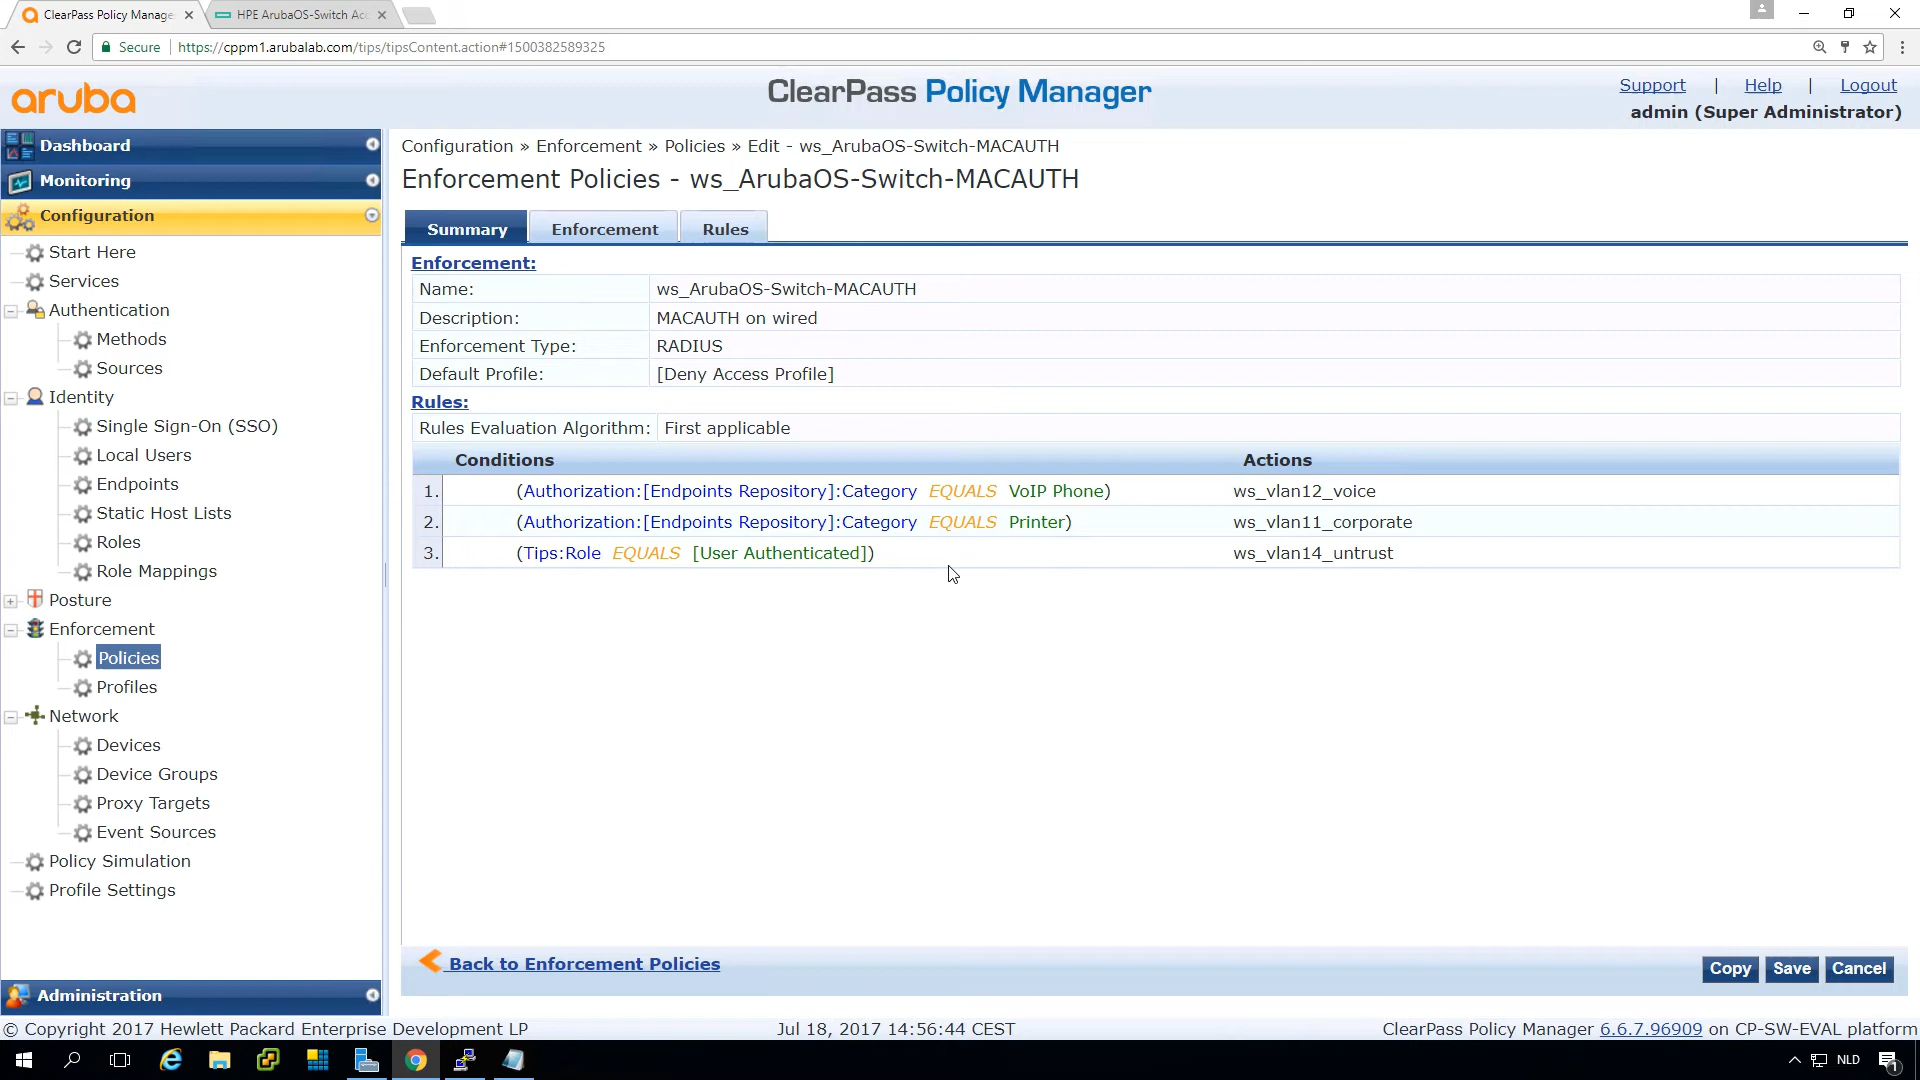 ClearPass Policy Manage
HPE ArubaOS-Switch Ac
Secure
https://cppm1.arubalab.com/tips/tipsContent.action#1500382589325
aruba
ClearPass Policy Manager
Support | Help | Logout
admin (Super Administrator)
Dashboard
Monitoring
Configuration
Start Here
Services
Authentication
Methods
Sources
Identity
Single Sign-On (SSO)
Local Users
Endpoints
Static Host Lists
Roles
Role Mappings
Posture
Enforcement
Policies
Profiles
Network
Devices
Device Groups
Proxy Targets
Event Sources
Policy Simulation
Profile Settings
Administration
Configuration » Enforcement » Policies » Edit - ws_ArubaOS-Switch-MACAUTH
Enforcement Policies - ws_ArubaOS-Switch-MACAUTH
Summary Enforcement Rules
Enforcement:
Name: ws_ArubaOS-Switch-MACAUTH
Description: MACAUTH on wired
Enforcement Type: RADIUS
Default Profile: [Deny Access Profile]
Rules:
Rules Evaluation Algorithm: First applicable
Conditions Actions
1. (Authorization:[Endpoints Repository]:Category EQUALS VoIP Phone) ws_vlan12_voice
2. (Authorization:[Endpoints Repository]:Category EQUALS Printer) ws_vlan11_corporate
3. (Tips:Role EQUALS [User Authenticated]) ws_vlan14_untrust
Back to Enforcement Policies
Copy Save Cancel
© Copyright 2017 Hewlett Packard Enterprise Development LP
Jul 18, 2017 14:56:44 CEST
ClearPass Policy Manager 6.6.7.96909 on CP-SW-EVAL platform
NLD
1